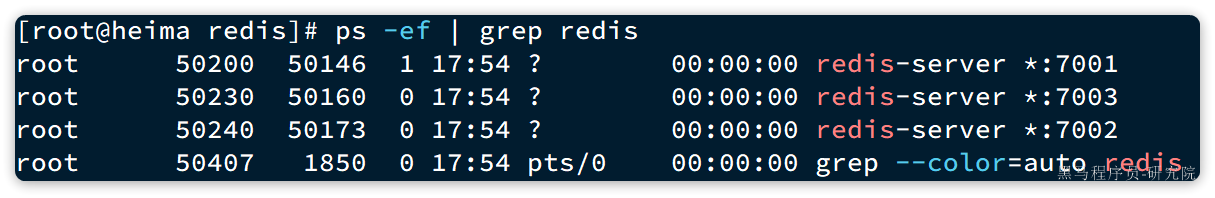 [root@heima redis]# ps -ef | grep redis
root      50200  50146  1 17:54 ?        00:00:00 redis-server *:7001
root      50230  50160  0 17:54 ?        00:00:00 redis-server *:7003
root      50240  50173  0 17:54 ?        00:00:00 redis-server *:7002
root      50407   1850  0 17:54 pts/0    00:00:00 grep --color=auto redis
黑马程序员-研究院